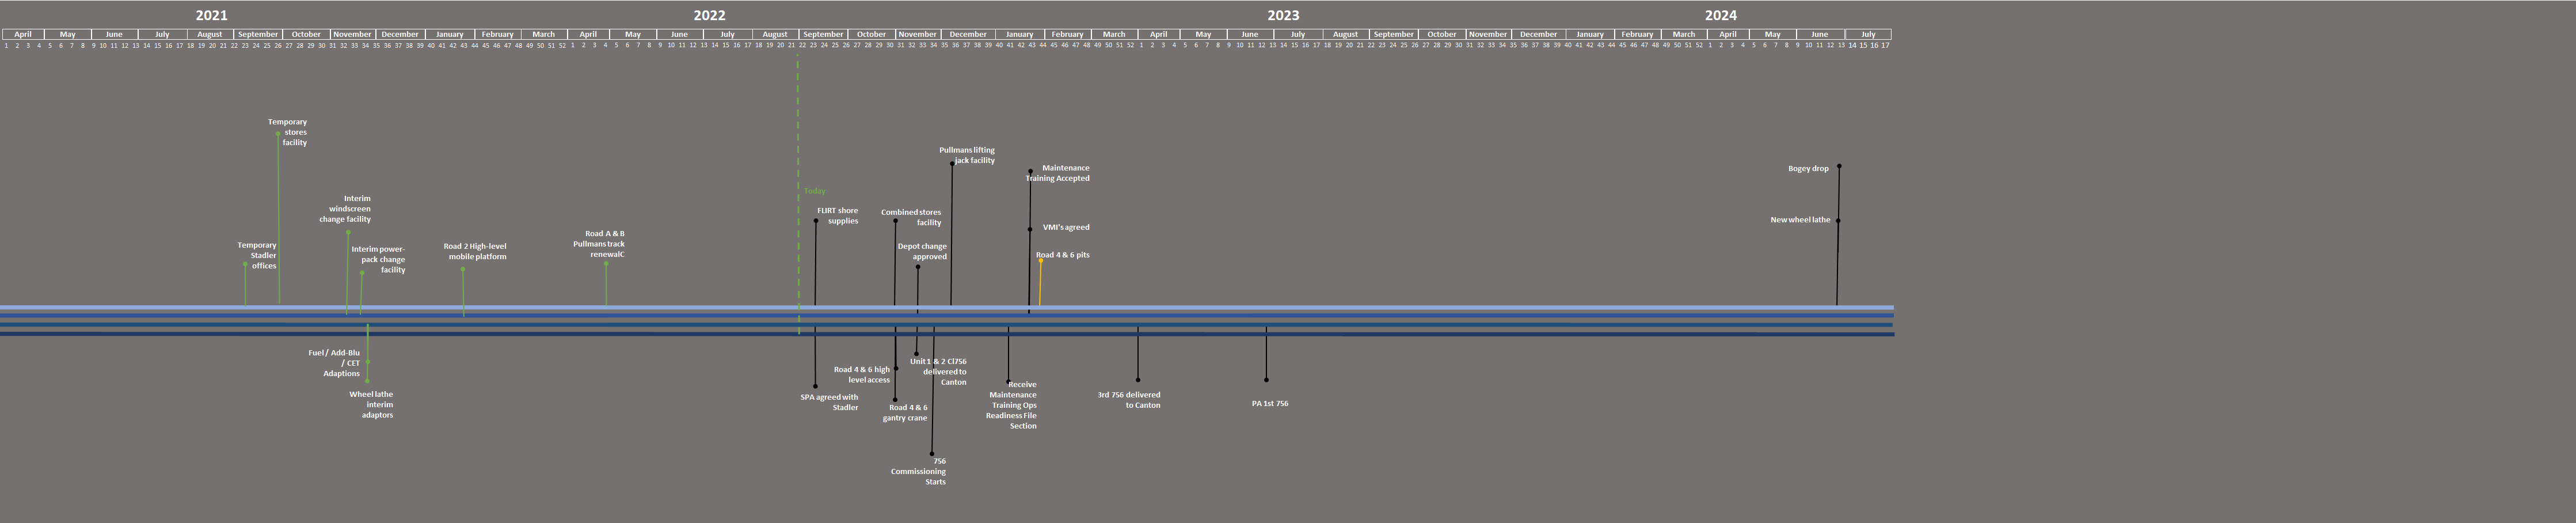 2021 2022 2023 2024
April May June July August September October November December January February March April May June July August September October November December January February March April May June July August September October November December January February March April May June July
1 2 3 4 5 6 7 8 9 10 11 12 13 14 15 16 17 18 19 20 21 22 23 25 26 27 28 29 30 31 32 33 34 35 36 37 38 39 40 41 42 43 44 45 46 47 48 49 50 51 52 1 2 3 4 5 6 7 8 9 10 11 12 13 14 15 16 17 18 19 20 21 22 23 25 26 27 28 29 30 31 32 33 34 35 36 37 38 39 40 41 42 43 44 45 46 47 48 49 50 51 52 1 2 3 4 5 6 7 8 9 10 11 12 13 14 15 16 17 18 19 20 21 22 23 25 26 27 28 29 30 31 32 33 34 35 36 37 38 39 40 41 42 43 44 45 46 47 48 49 50 51 52 1 2 3 4 5 6 7 8 9 10 11 12 13 14 15 16 17
Temporary
stores
facility
Temporary
Stadler
offices
Interim
windscreen
change facility
Interim power-
pack change
facility
Road 2 High-level
mobile platform
Road A & B
Pullmans track
renewalC
Today
FLIRT shore
supplies
Combined stores
facility
Depot change
approved
Pullmans lifting
jack facility
Maintenance
Training Accepted
VMI's agreed
Road 4 & 6 pits
Bogey drop
New wheel lathe
Fuel / Add-Blu
/ CET
Adaptions
Wheel lathe
interim
adaptors
SPA agreed with
Stadler
Road 4 & 6 high
level access
Road 4 & 6
gantry crane
Unit 1 & 2 Cl756
delivered to
Canton
756
Commissioning
Starts
Receive
Maintenance
Training Ops
Readiness File
Section
3rd 756 delivered
to Canton
PA 1st 756